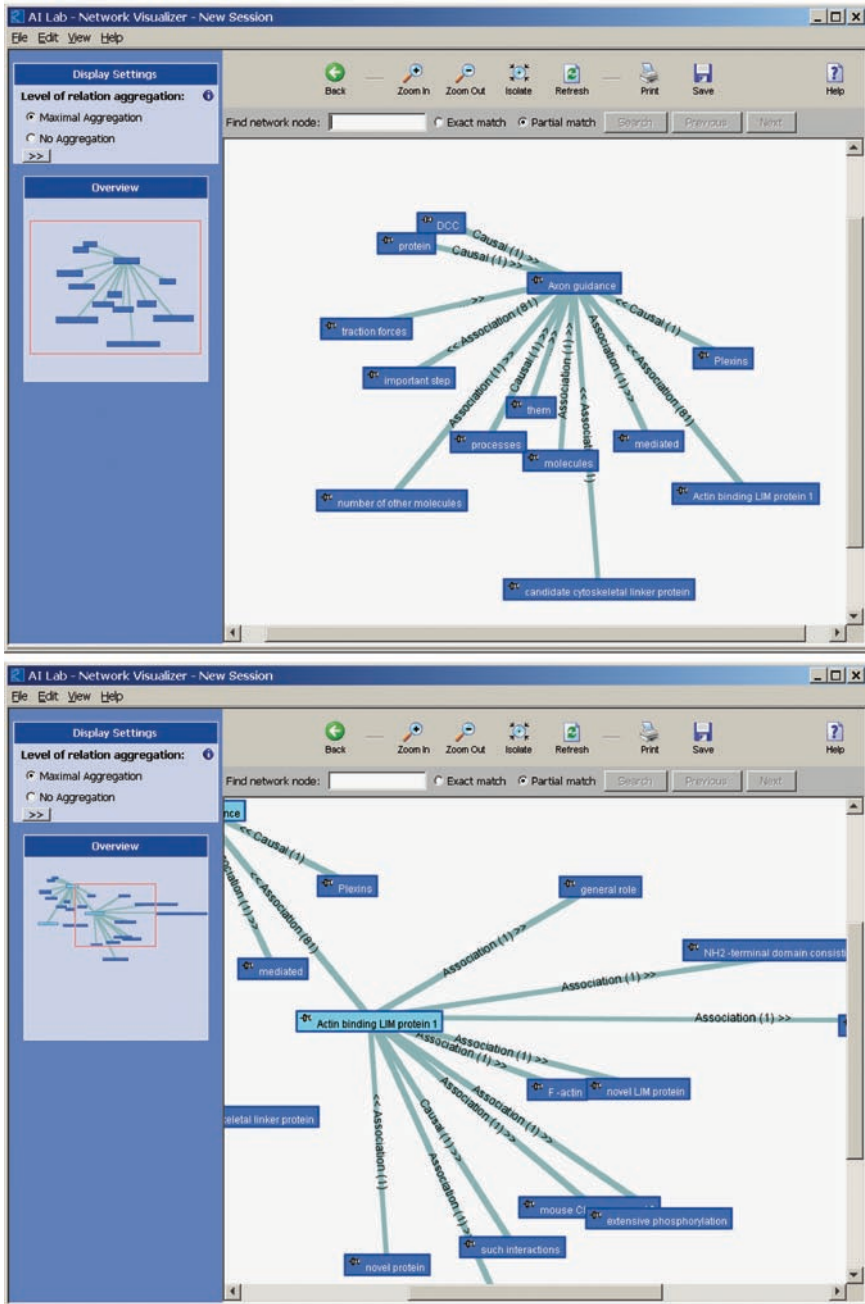 AI Lab - Network Visualizer - New Session
File Edit View Help
Display Settings
Level of relation aggregation:
Maximal Aggregation
No Aggregation
>>
Overview
Back
Zoom In
Zoom Out
Isolate
Refresh
Print
Save
Help
Find network node:
Exact match
Partial match
Search
Previous
Next
DCC
Causal (1) >>
protein
Causal (1) >>
Axon guidance
>>
<< Causal (1)
traction forces
<< Association (81)
Plexins
important step
Association (1) >>
Causal (1) >>
>>
Association (1) >>
<< Association (1)
Association (1) >>
<< Association (81)
them
processes
mediated
molecules
number of other molecules
Actin binding LIM protein 1
candidate cytoskeletal linker protein
AI Lab - Network Visualizer - New Session
File Edit View Help
Display Settings
Level of relation aggregation:
Maximal Aggregation
No Aggregation
>>
Overview
Back
Zoom In
Zoom Out
Isolate
Refresh
Print
Save
Help
Find network node:
Exact match
Partial match
Search
Previous
Next
nce
<< Causal (1)
Plexins
general role
sociation (1) >>
<< Association (81)
Association (1) >>
NH2-terminal domain consisti
mediated
Association (1) >>
Actin binding LIM protein 1
Association (1) >>
Association (1) >>
Association (1) >>
F-actin
novel LIM protein
eletal linker protein
<< Association (1)
Causal (1) >>
Association (1)
Association (1) >>
Association (1) >>
mouse C
extensive phosphorylation
such interactions
novel protein